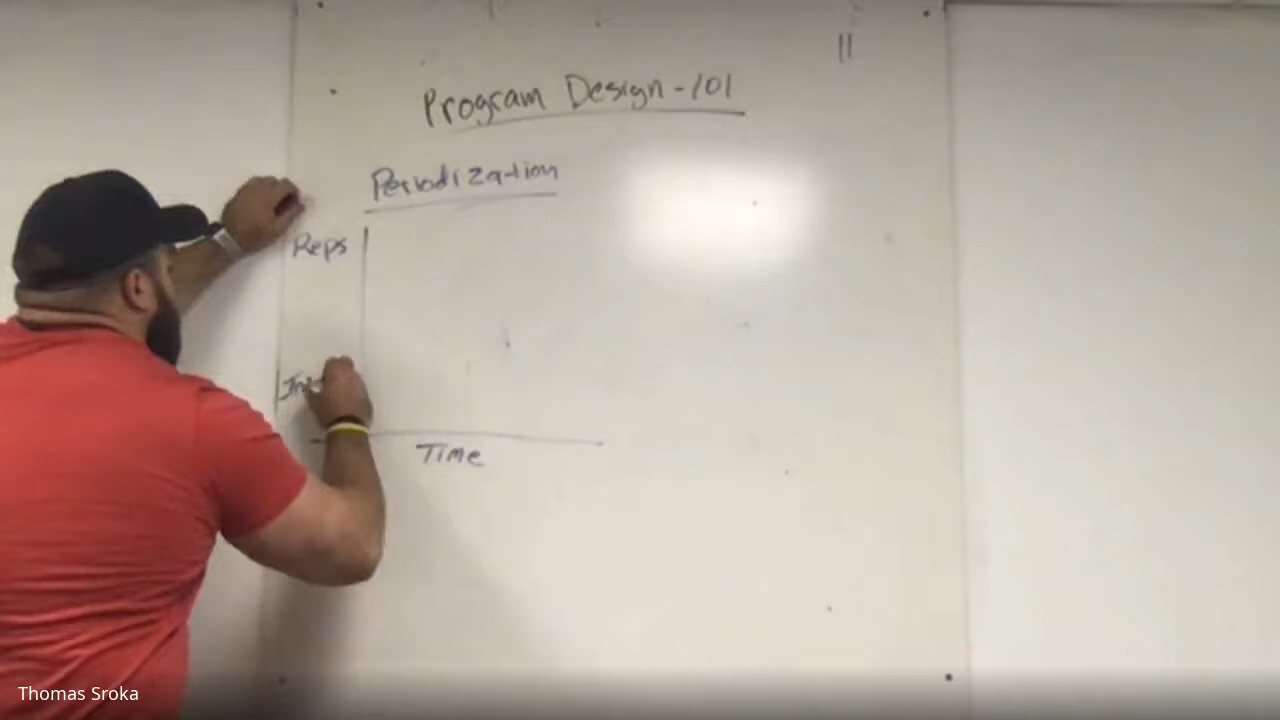 Program Design - 101
Periodization
Reps
Time
Thomas Sroka